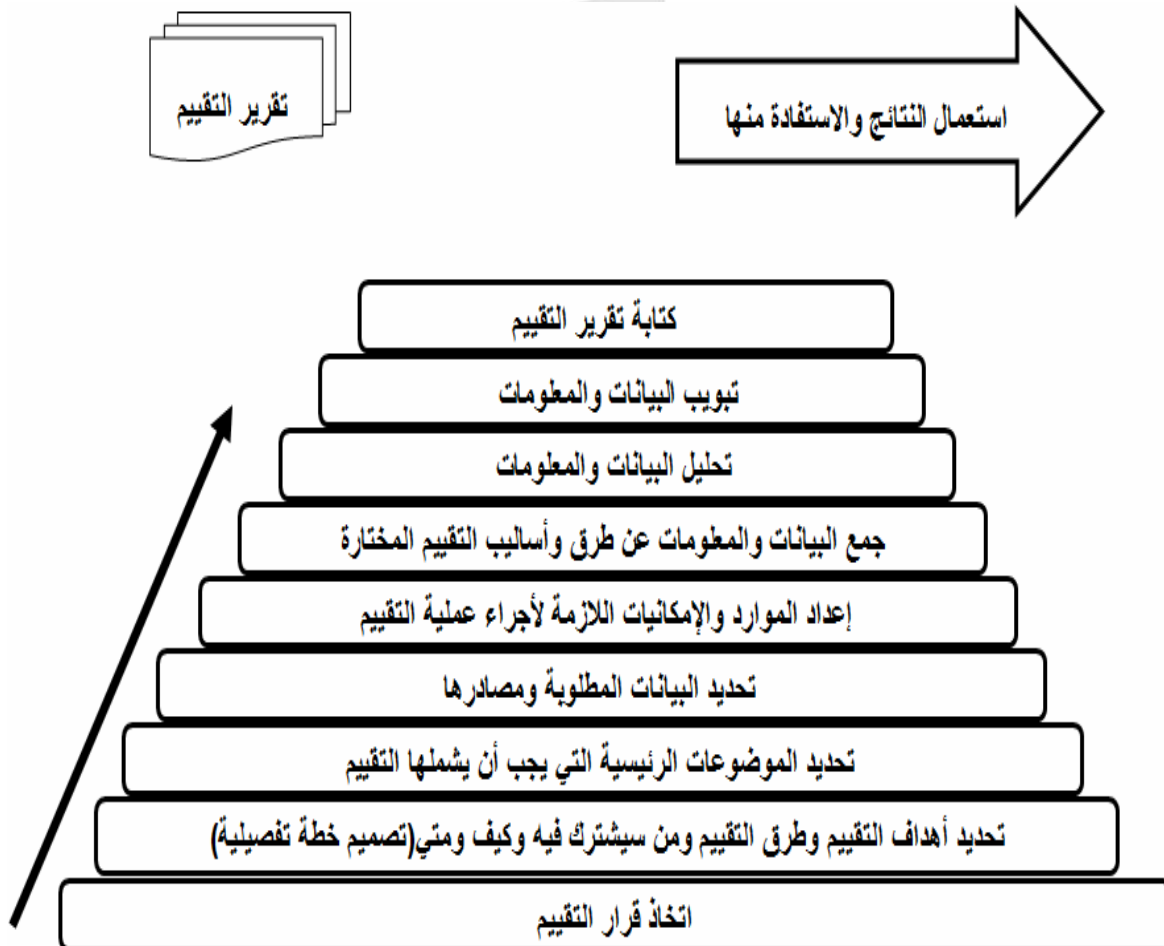 تقرير التقييم
استعمال النتائج والاستفادة منها
كتابة تقرير التقييم
تبويب البيانات والمعلومات
تحليل البيانات والمعلومات
جمع البيانات والمعلومات عن طرق وأساليب التقييم المختارة
إعداد الموارد والإمكانيات اللازمة لأجراء عملية التقييم
تحديد البيانات المطلوبة ومصادرها
تحديد الموضوعات الرئيسية التي يجب أن يشملها التقييم
تحديد أهداف التقييم وطرق التقييم ومن سيشترك فيه وكيف ومتي(تصميم خطة تفصيلية)
اتخاذ قرار التقييم